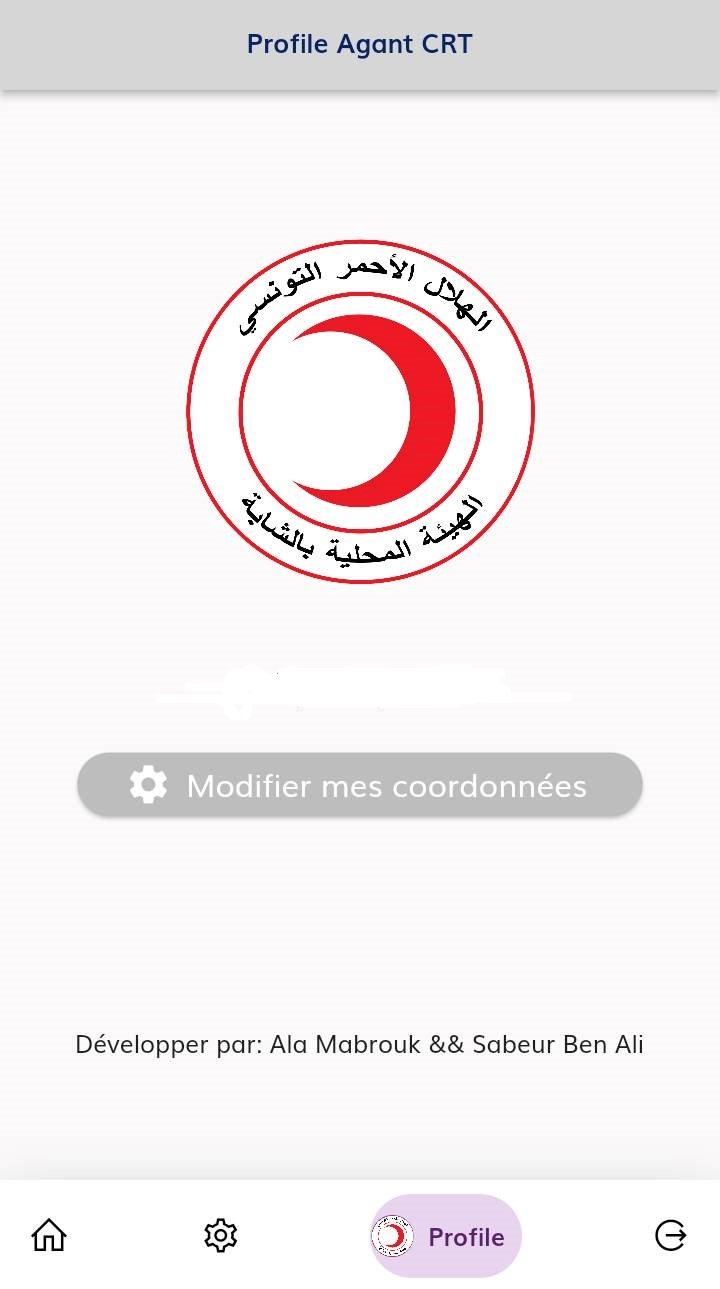 Profile Agant CRT
الهلال الأحمر التونسي
الهيئة المحلية بالشابة
Modifier mes coordonnées
Développer par: Ala Mabrouk && Sabeur Ben Ali
Profile